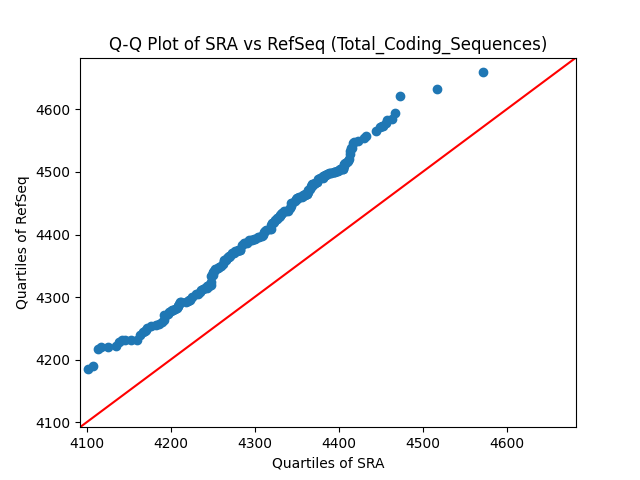 Q-Q Plot of SRA vs RefSeq (Total_Coding_Sequences)
4600
4500
4400
4300
4200
4100
Quartiles of RefSeq
4100 4200 4300 4400 4500 4600
Quartiles of SRA